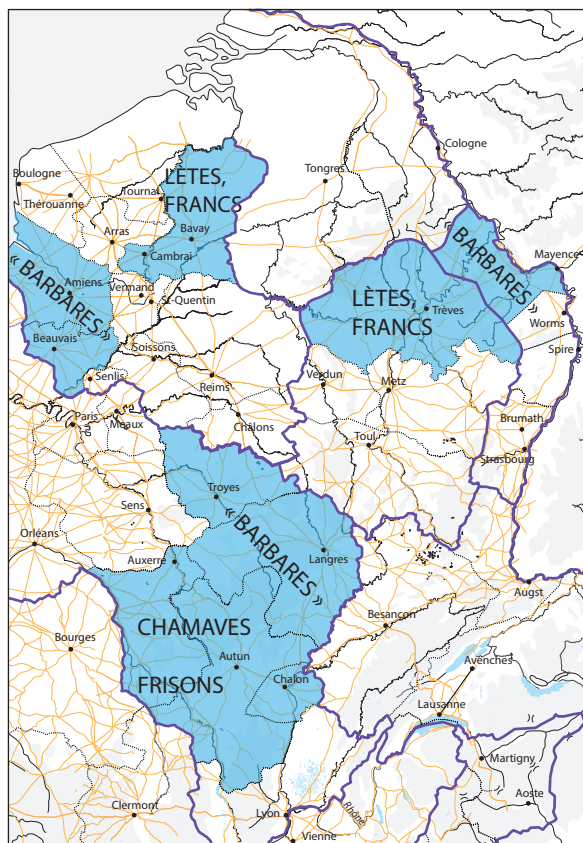 Cologne
Boulogne
Thérouanne
Tournai
LÈTES,
FRANCS
Tongres
Arras
Bavay
Cambrai
« BARBARES »
Mayence
« BARBARES »
Amiens
Vermand
St-Quentin
LÈTES,
FRANCS
Trèves
Worms
Beauvais
Soissons
Spire
Senlis
Reims
Verdun
Metz
Paris
Meaux
Châlons
Brumath
Toul
Strasbourg
Troyes
Sens
« BARBARES »
Orléans
Auxerre
Langres
Augst
Besançon
CHAMAVES
Bourges
Autun
Avenches
FRISONS
Chalon
Lausanne
Martigny
Aoste
Clermont
Lyon
Rhône
Vienne